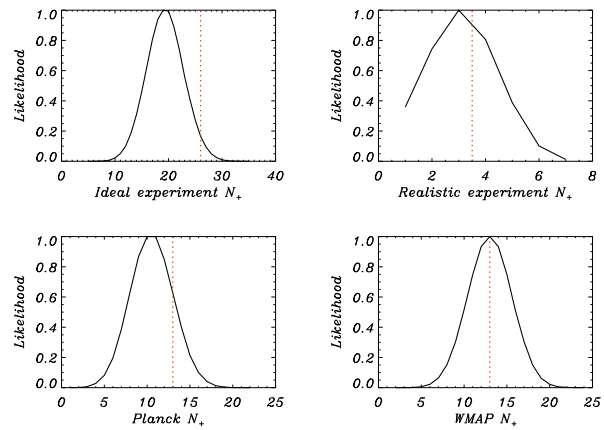 1.0 0.8 0.6 0.4 0.2 0.0
Likelihood
0 10 20 30 40
Ideal experiment N+
1.0 0.8 0.6 0.4 0.2 0.0
Likelihood
0 2 4 6 8
Realistic experiment N+
1.0 0.8 0.6 0.4 0.2 0.0
Likelihood
0 5 10 15 20 25
Planck N+
1.0 0.8 0.6 0.4 0.2 0.0
Likelihood
0 5 10 15 20 25
WMAP N+